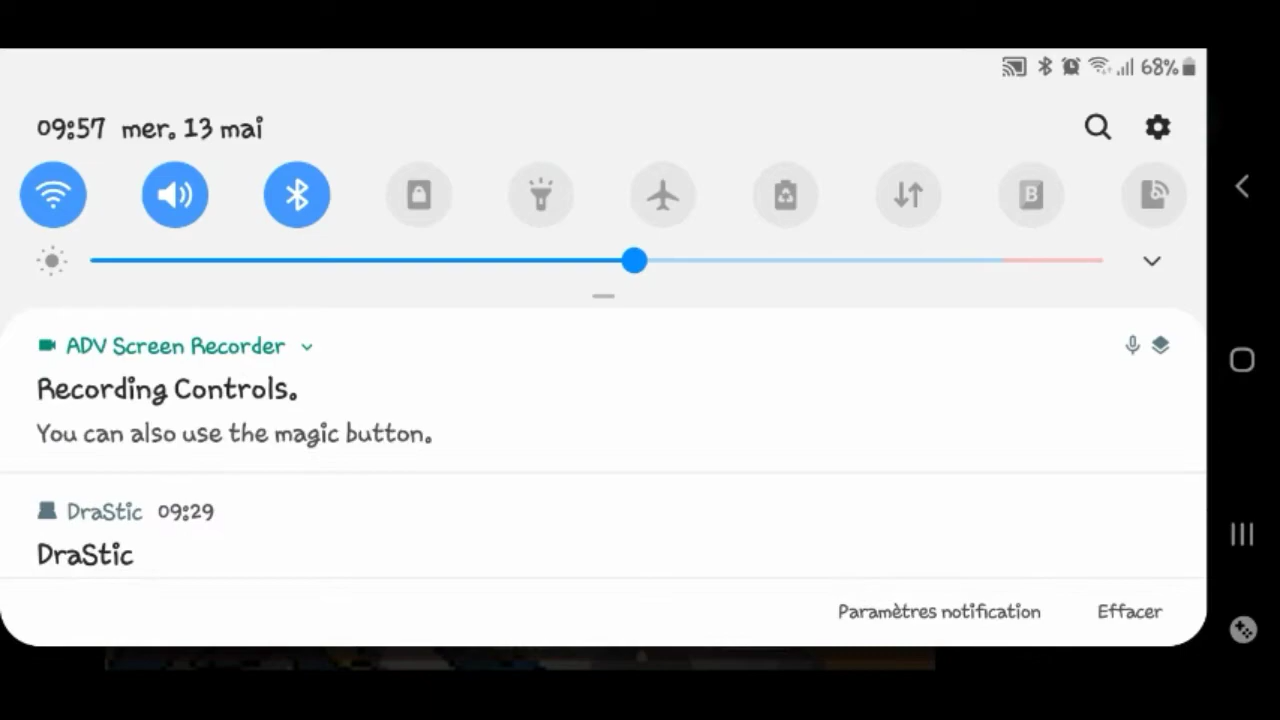 68%
09:57 mer. 13 mai
B
ADV Screen Recorder
Recording Controls.
You can also use the magic button.
DraStic 09:29
DraStic
Paramètres notification Effacer